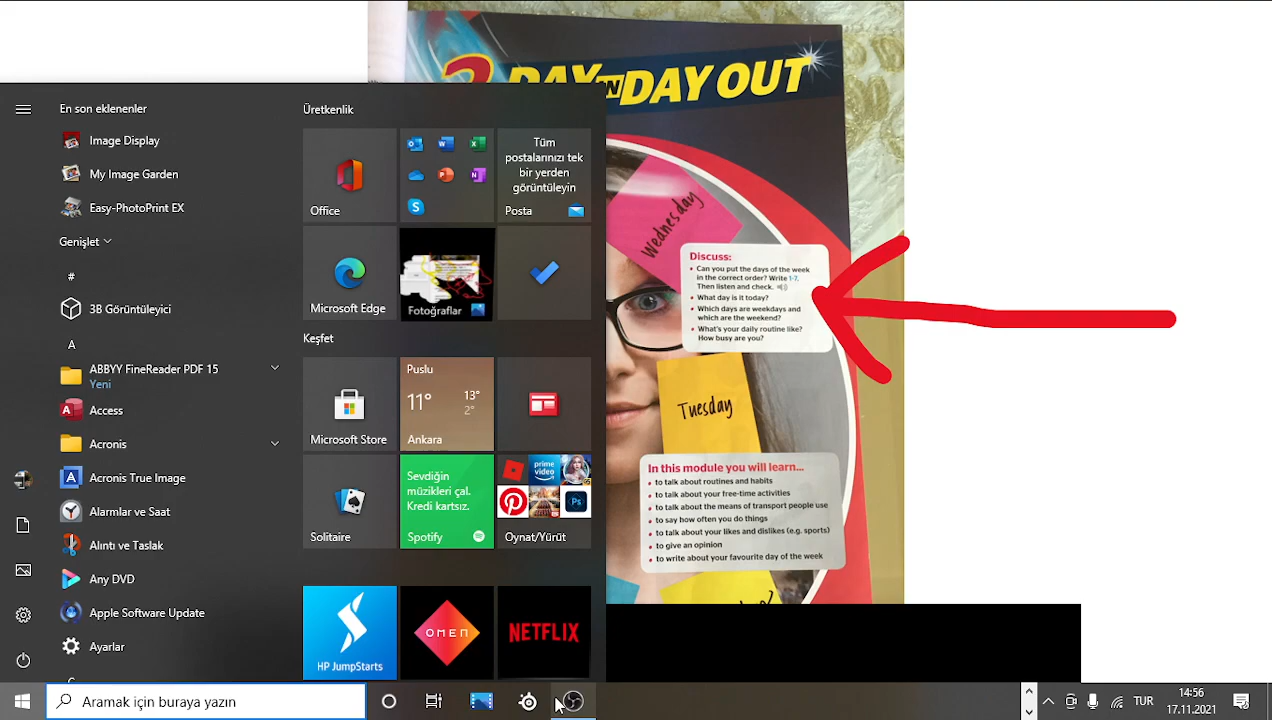 DAY IN DAY OUT
Wednesday
Discuss:
Can you put the days of the week
in the correct order? Write 1-7.
Then listen and check.
What day is it today?
Which days are weekdays and
which are the weekend?
What's your daily routine like?
How busy are you?
Tuesday
In this module you will learn...
to talk about routines and habits
to talk about your free-time activities
to talk about the means of transport people use
to say how often you do things
to talk about your likes and dislikes (e.g. sports)
to give an opinion
to write about your favourite day of the week
En son eklenenler
Image Display
My Image Garden
Easy-PhotoPrint EX
Genişlet
#
3B Görüntüleyici
A
ABBYY FineReader PDF 15
Yeni
Access
Acronis
Acronis True Image
Alarmlar ve Saat
Alıntı ve Taslak
Any DVD
Apple Software Update
Ayarlar
Üretkenlik
Office
Tüm
postalarınızı tek
bir yerden
görüntüleyin
Posta
Microsoft Edge
Fotoğraflar
Keşfet
Microsoft Store
Puslu
11° 13°
2°
Ankara
Solitaire
Sevdiğin
müzikleri çal.
Kredi kartsız.
Spotify
prime
video
Ps
Oynat/Yürüt
HP JumpStarts
OMEN
NETFLIX
Aramak için buraya yazın
TUR
14:56
17.11.2021